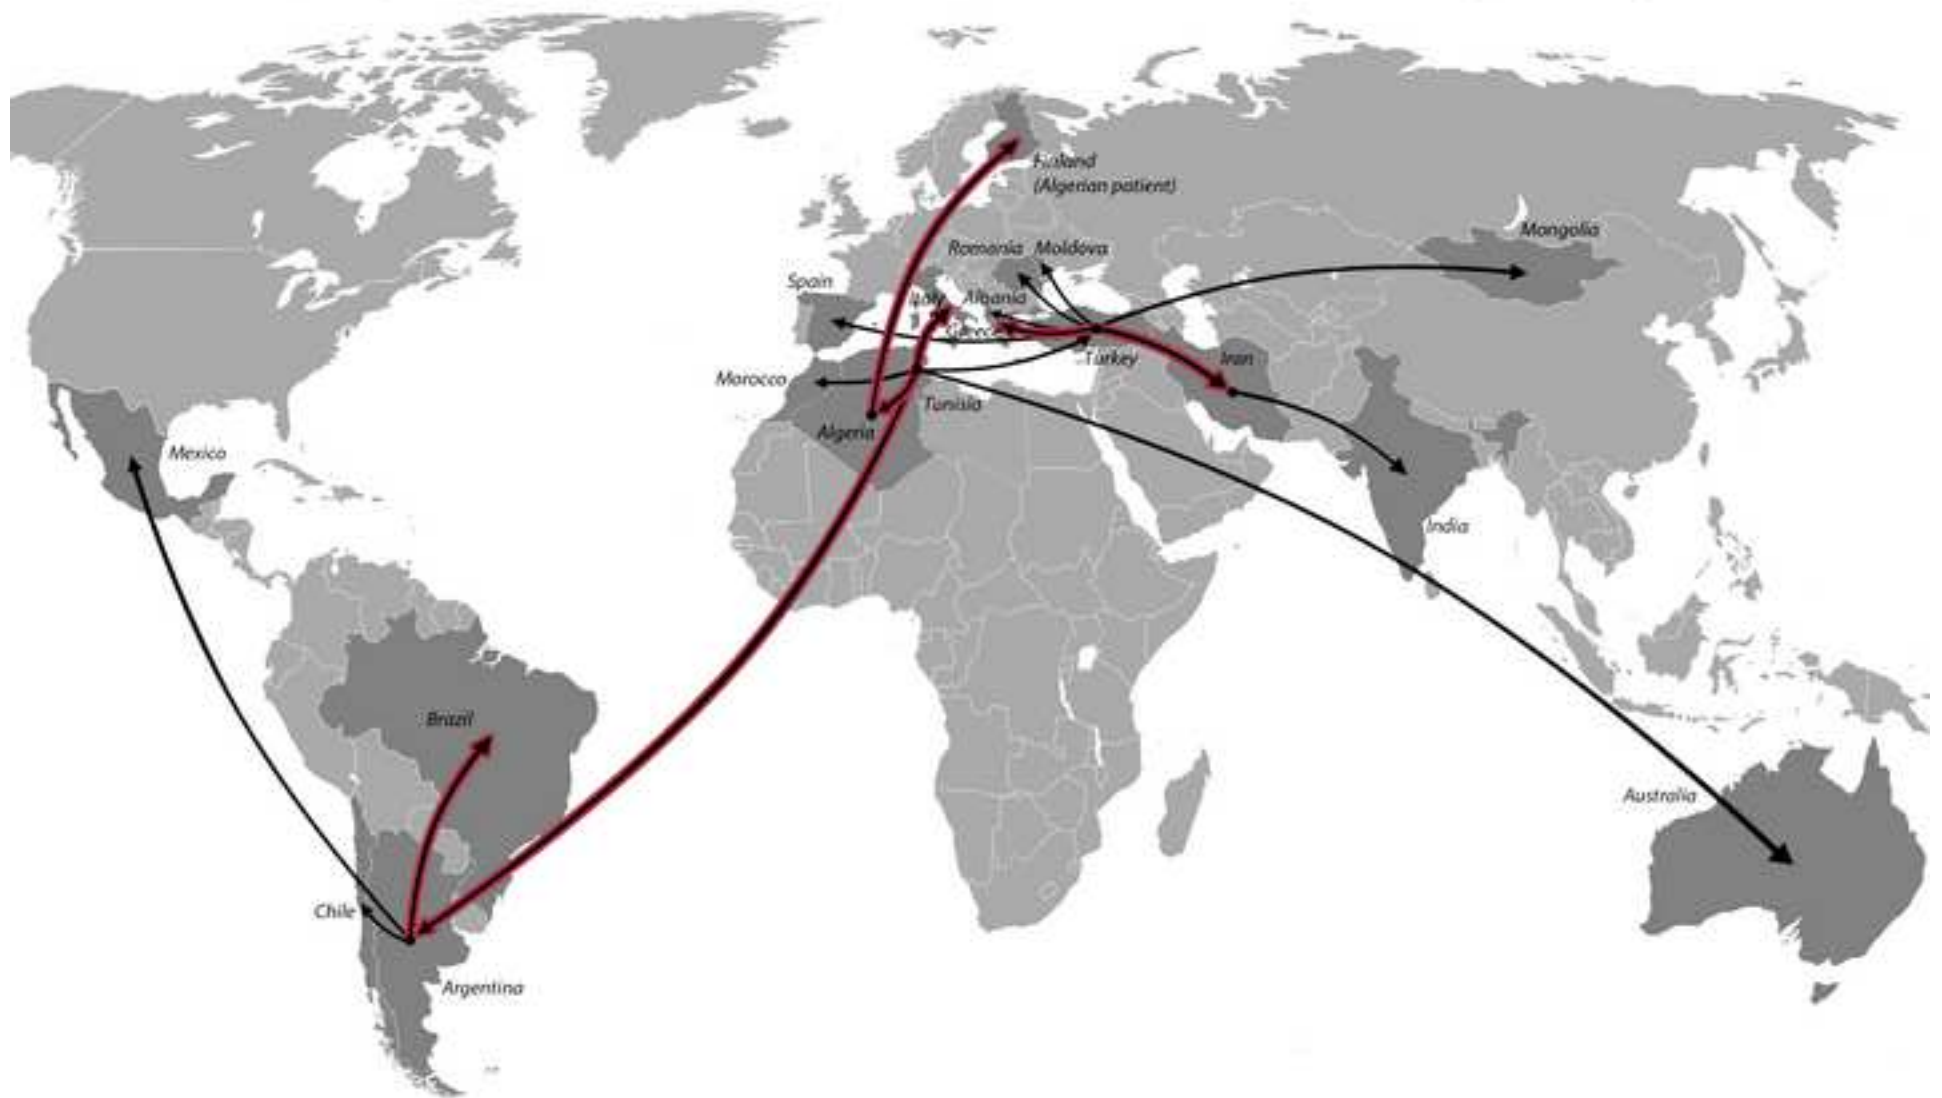 Finland
(Algerian patient)
Mongolia
Romania
Moldova
Spain
Italy
Albania
Greece
Turkey
Iran
Morocco
Tunisia
Algeria
Mexico
India
Brazil
Australia
Chile
Argentina